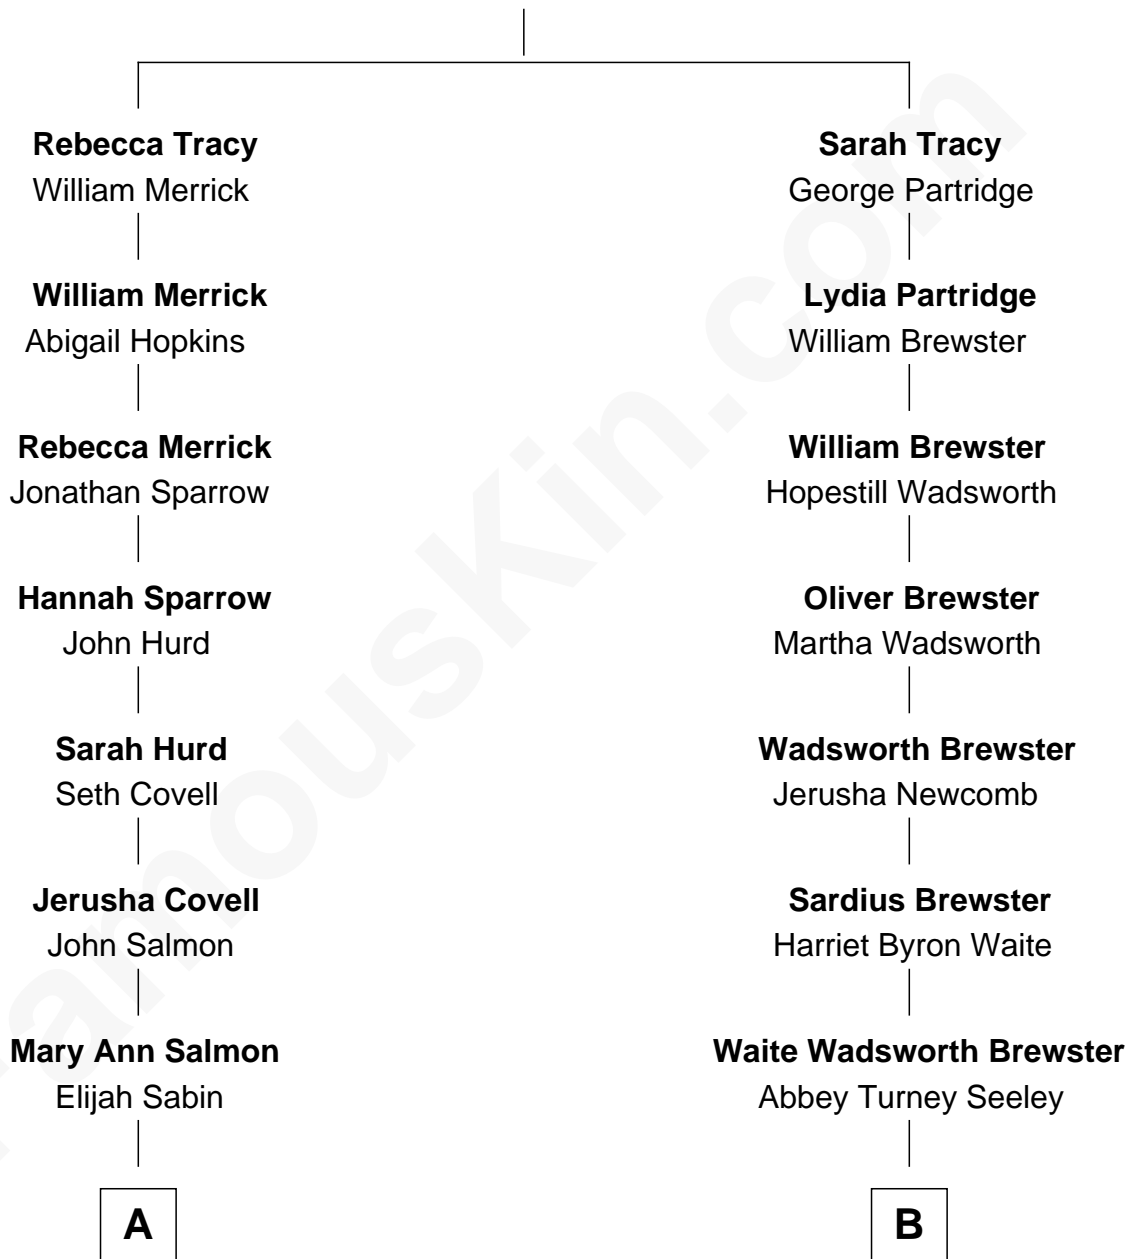 Rebecca Tracy
William Merrick
William Merrick
Abigail Hopkins
Rebecca Merrick
Jonathan Sparrow
Hannah Sparrow
John Hurd
Sarah Hurd
Seth Covell
Jerusha Covell
John Salmon
Mary Ann Salmon
Elijah Sabin
A
Sarah Tracy
George Partridge
Lydia Partridge
William Brewster
William Brewster
Hopestill Wadsworth
Oliver Brewster
Martha Wadsworth
Wadsworth Brewster
Jerusha Newcomb
Sardius Brewster
Harriet Byron Waite
Waite Wadsworth Brewster
Abbey Turney Seeley
B
FamousKin.com